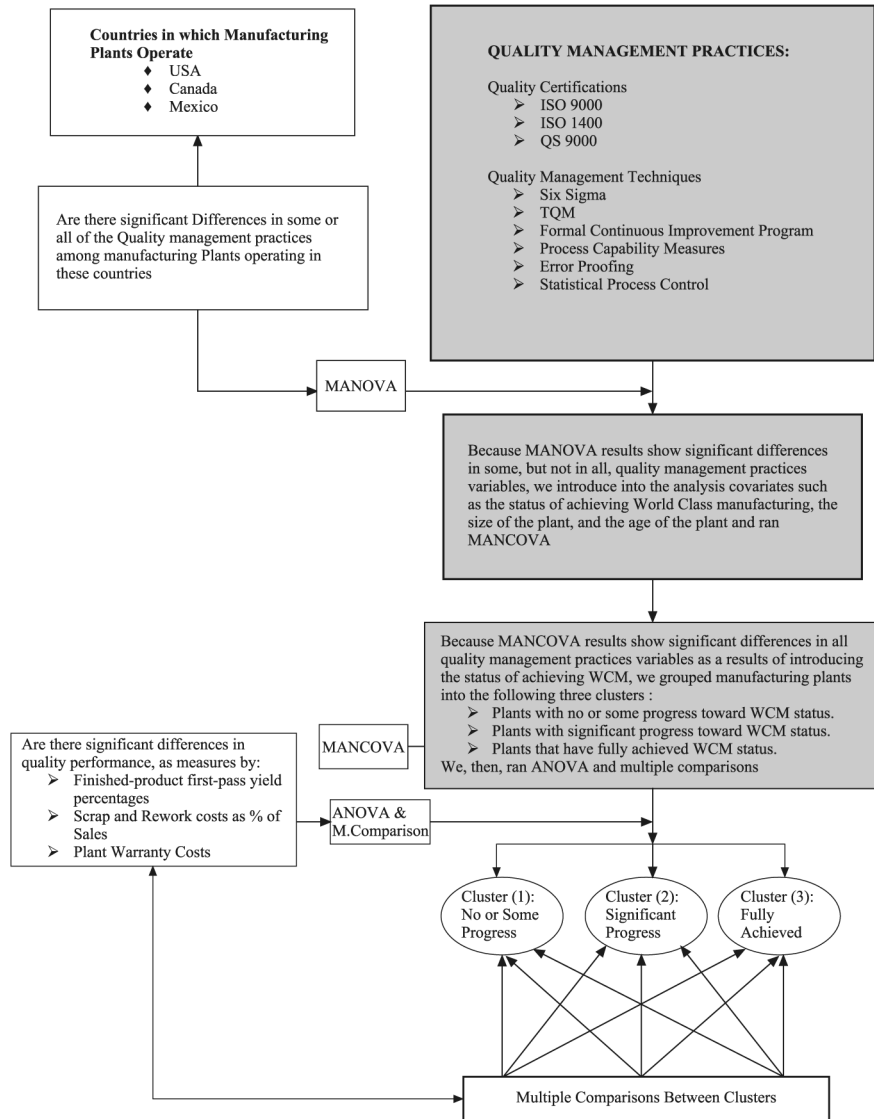 Countries in which Manufacturing
Plants Operate
♦ USA
♦ Canada
♦ Mexico
QUALITY MANAGEMENT PRACTICES:
Quality Certifications
➢ ISO 9000
➢ ISO 1400
➢ QS 9000
Quality Management Techniques
➢ Six Sigma
➢ TQM
➢ Formal Continuous Improvement Program
➢ Process Capability Measures
➢ Error Proofing
➢ Statistical Process Control
Are there significant Differences in some or
all of the Quality management practices
among manufacturing Plants operating in
these countries
MANOVA
Because MANOVA results show significant differences
in some, but not in all, quality management practices
variables, we introduce into the analysis covariates such
as the status of achieving World Class manufacturing, the
size of the plant, and the age of the plant and ran
MANCOVA
Because MANCOVA results show significant differences in all
quality management practices variables as a results of introducing
the status of achieving WCM, we grouped manufacturing plants
into the following three clusters :
➢ Plants with no or some progress toward WCM status.
➢ Plants with significant progress toward WCM status.
➢ Plants that have fully achieved WCM status.
We, then, ran ANOVA and multiple comparisons
MANCOVA
Are there significant differences in
quality performance, as measures by:
➢ Finished-product first-pass yield
percentages
➢ Scrap and Rework costs as % of
Sales
➢ Plant Warranty Costs
ANOVA &
M.Comparison
Cluster (1):
No or Some
Progress
Cluster (2):
Significant
Progress
Cluster (3):
Fully
Achieved
Multiple Comparisons Between Clusters